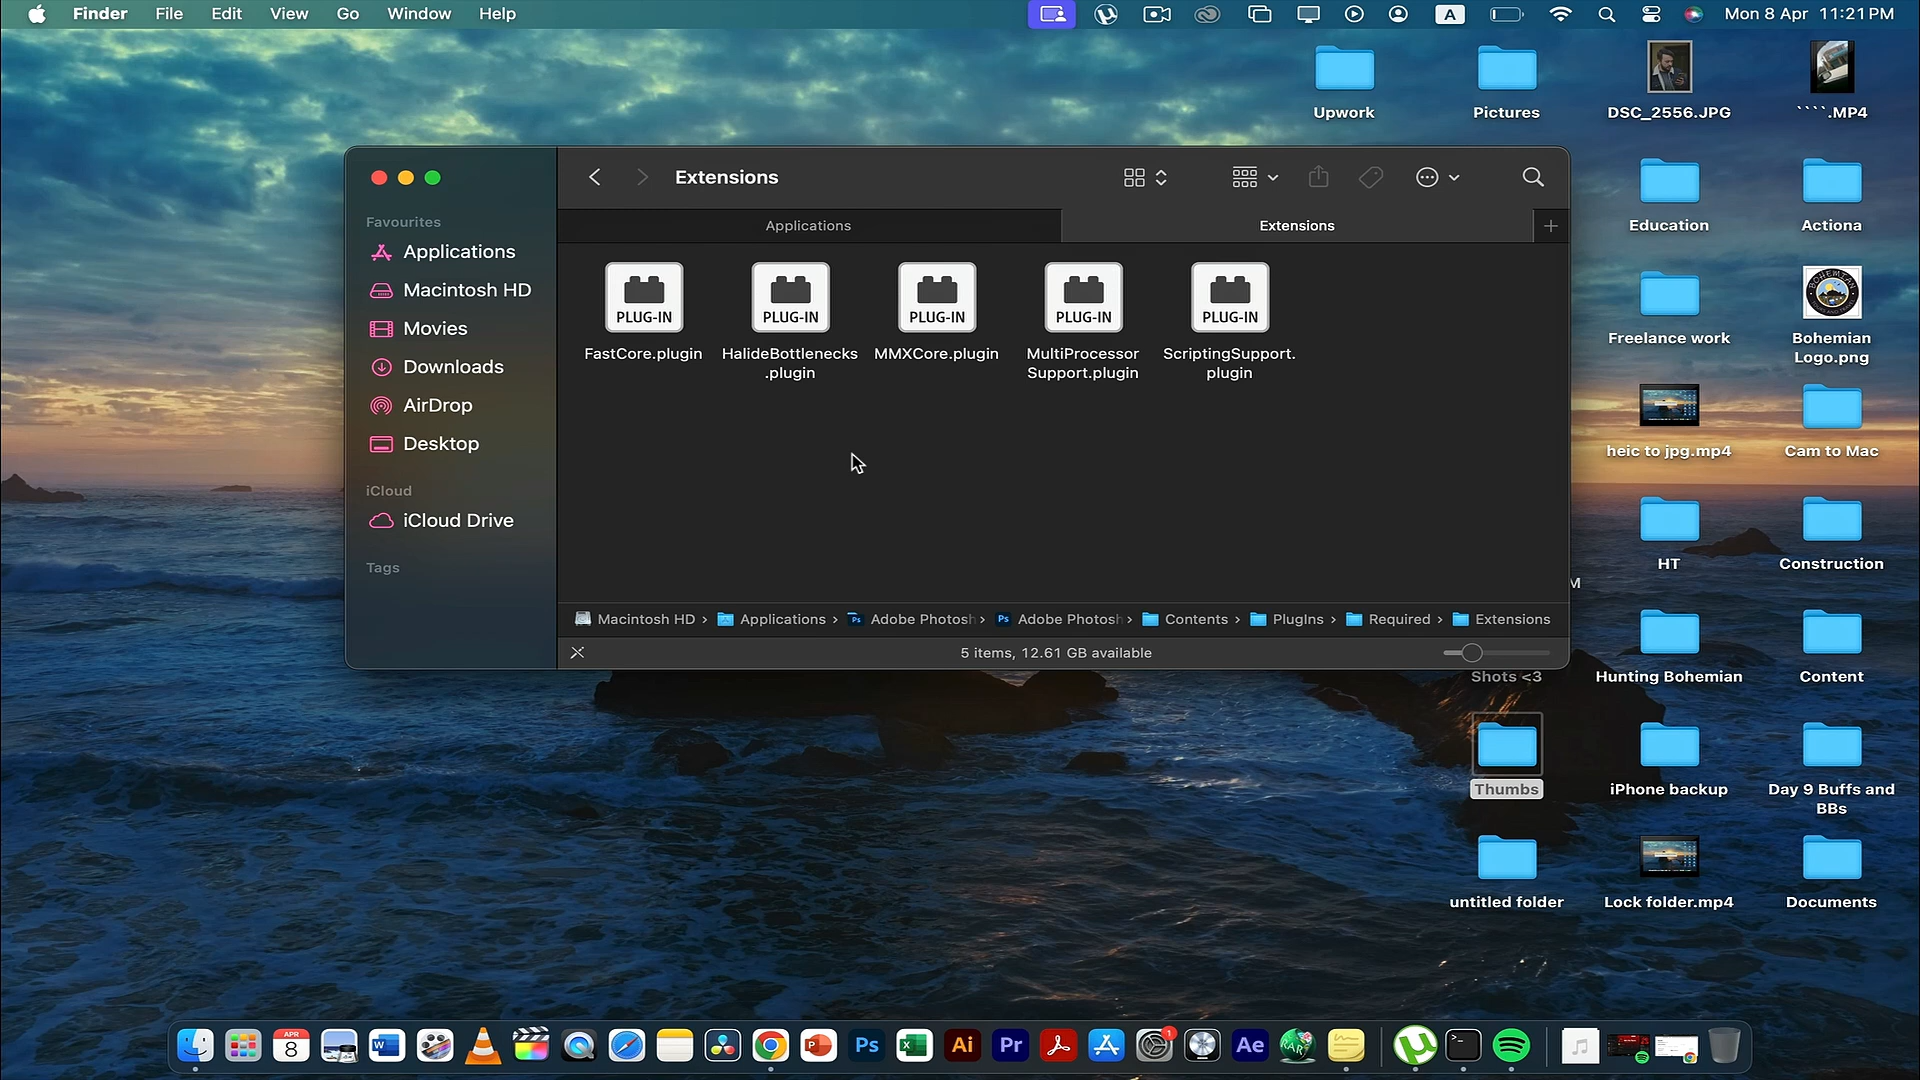 Finder File Edit View Go Window Help
A
Mon 8 Apr 11:21 PM
Upwork
Pictures
DSC_2556.JPG
````.MP4
Extensions
Applications
Extensions
Favourites
Applications
Macintosh HD
Movies
Downloads
AirDrop
Desktop
iCloud
iCloud Drive
Tags
PLUG-IN
FastCore.plugin
PLUG-IN
HalideBottlenecks
.plugin
PLUG-IN
MMXCore.plugin
PLUG-IN
MultiProcessor
Support.plugin
PLUG-IN
ScriptingSupport.
plugin
Macintosh HD › Applications › Adobe Photosh › Adobe Photosh › Contents › PlugIns › Required › Extensions
5 items, 12.61 GB available
Education
Actiona
BOHEMIAN
Freelance work
Bohemian
Logo.png
heic to jpg.mp4
Cam to Mac
M
HT
Construction
Shots <3
Hunting Bohemian
Content
Thumbs
iPhone backup
Day 9 Buffs and
BBs
untitled folder
Lock folder.mp4
Documents
APR
8
W
P
Ps
X
Ai
Pr
1
Ae
RAR
>_